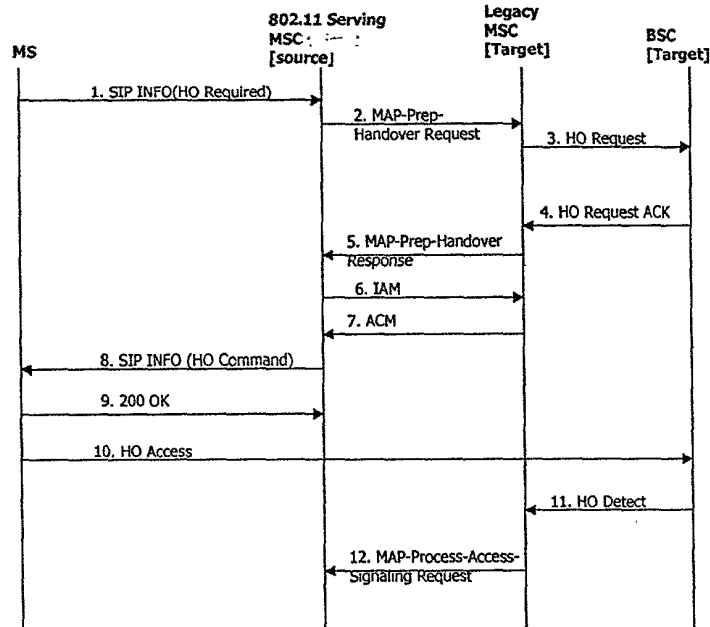 MS
802.11 Serving
MSC
[source]
Legacy
MSC
[Target]
BSC
[Target]
1. SIP INFO(HO Required)
2. MAP-Prep-
Handover Request
3. HO Request
4. HO Request ACK
5. MAP-Prep-Handover
Response
6. IAM
7. ACM
8. SIP INFO (HO Command)
9. 200 OK
10. HO Access
11. HO Detect
12. MAP-Process-Access-
Signaling Request